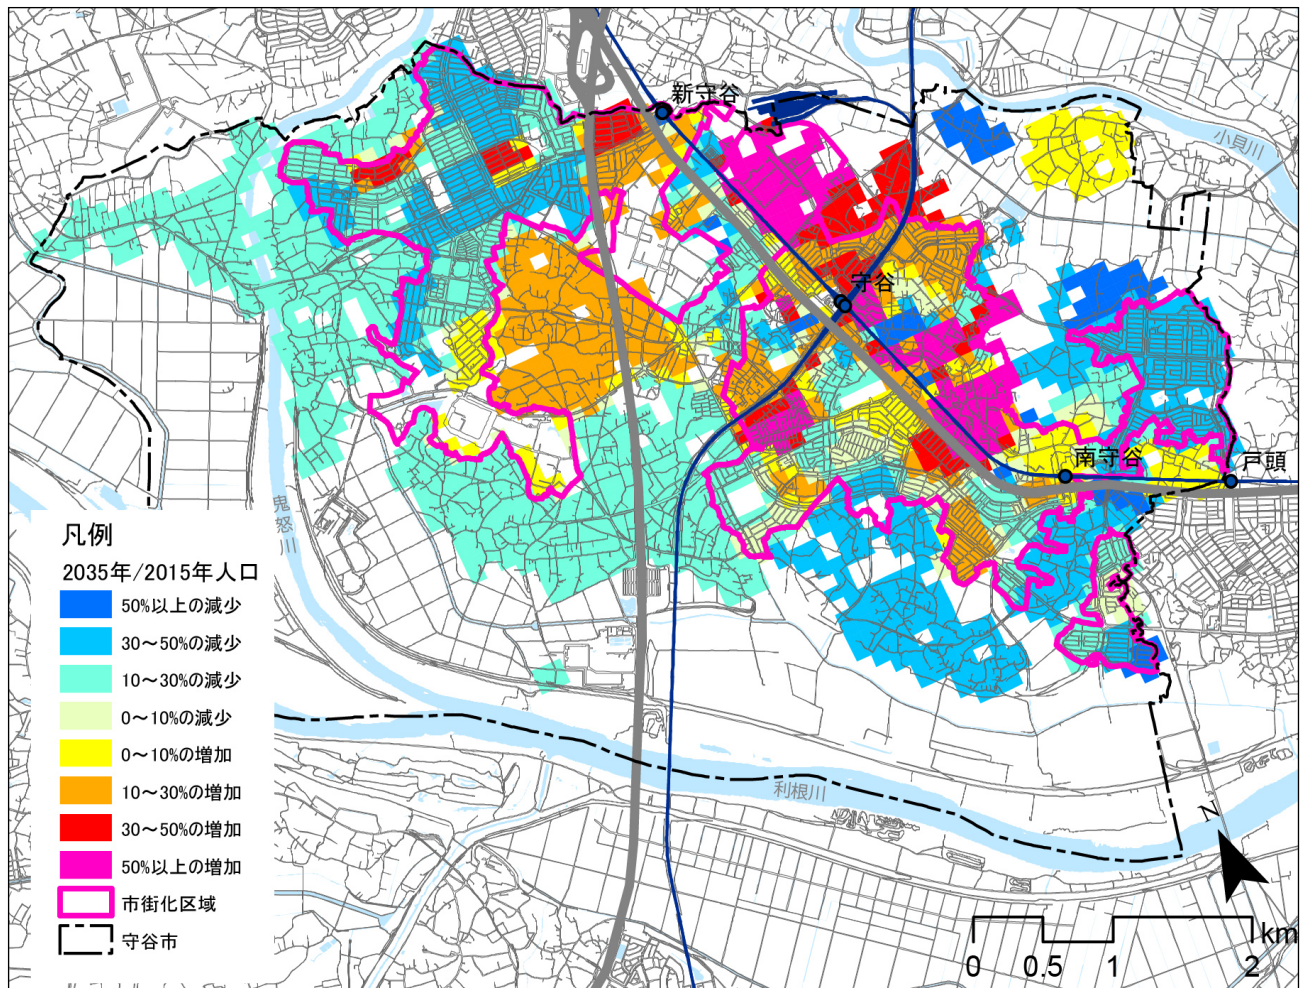 新守谷
小貝川
守谷
南守谷
戸頭
鬼怒川
利根川
凡例
2035年/2015年人口
50%以上の減少
30～50%の減少
10～30%の減少
0～10%の減少
0～10%の増加
10～30%の増加
30～50%の増加
50%以上の増加
市街化区域
守谷市
N
km
0 0.5 1 2